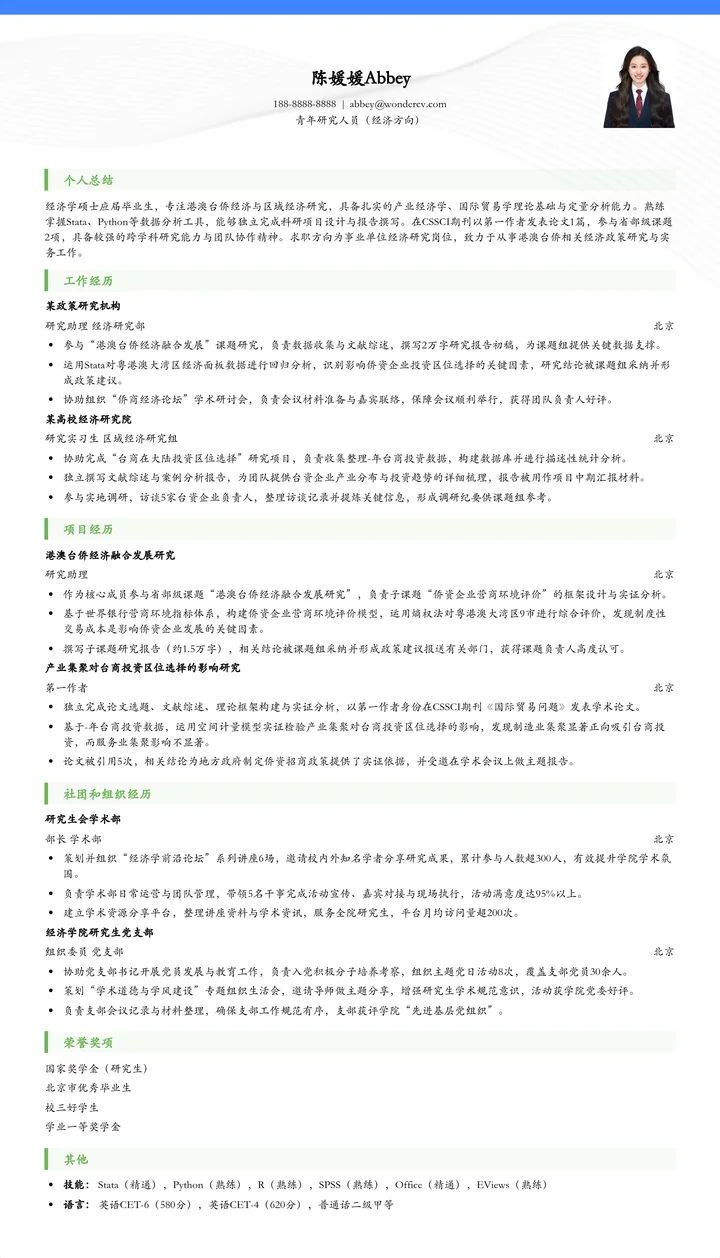 陈媛媛Abbey
188-8888-8888 | abbey@wondercv.com
青年研究人员（经济方向）
个人总结
经济学硕士应届毕业生，专注港澳台侨经济与区域经济研究，具备扎实的产业经济学、国际贸易学理论基础与定量分析能力。熟练
掌握Stata、Python等数据分析工具，能够独立完成科研项目设计与报告撰写。在CSSCI期刊以第一作者发表论文1篇，参与省部级课题
2项，具备较强的跨学科研究能力与团队协作精神。求职方向为事业单位经济研究岗位，致力于从事港澳台侨相关经济政策研究与实
务工作。
工作经历
某政策研究机构
研究助理 经济研究部 北京
• 参与“港澳台侨经济融合发展”课题研究，负责数据收集与文献综述，撰写2万字研究报告初稿，为课题组提供关键数据支撑。
• 运用Stata对粤港澳大湾区经济面板数据进行回归分析，识别影响侨资企业投资区位选择的关键因素，研究结论被课题组采纳并形
成政策建议。
• 协助组织“侨商经济论坛”学术研讨会，负责会议材料准备与嘉宾联络，保障会议顺利举行，获得团队负责人好评。
某高校经济研究院
研究实习生 区域经济研究组 北京
• 协助完成“台商在大陆投资区位选择”研究项目，负责收集整理-年台商投资数据，构建数据库并进行描述性统计分析。
• 独立撰写文献综述与案例分析报告，为团队提供台资企业产业分布与投资趋势的详细梳理，报告被用作项目中期汇报材料。
• 参与实地调研，访谈5家台资企业负责人，整理访谈记录并提炼关键信息，形成调研纪要供课题组参考。
项目经历
港澳台侨经济融合发展研究
研究助理 北京
• 作为核心成员参与省部级课题“港澳台侨经济融合发展研究”，负责子课题“侨资企业营商环境评价”的框架设计与实证分析。
• 基于世界银行营商环境指标体系，构建侨资企业营商环境评价模型，运用熵权法对粤港澳大湾区9市进行综合评价，发现制度性
交易成本是影响侨资企业发展的关键因素。
• 撰写子课题研究报告（约1.5万字），相关结论被课题组采纳并形成政策建议报送有关部门，获得课题负责人高度认可。
产业集聚对台商投资区位选择的影响研究
第一作者 北京
• 独立完成论文选题、文献综述、理论框架构建与实证分析，以第一作者身份在CSSCI期刊《国际贸易问题》发表学术论文。
• 基于-年台商投资数据，运用空间计量模型实证检验产业集聚对台商投资区位选择的影响，发现制造业集聚显著正向吸引台商投
资，而服务业集聚影响不显著。
• 论文被引用5次，相关结论为地方政府制定侨资招商政策提供了实证依据，并受邀在学术会议上做主题报告。
社团和组织经历
研究生会学术部
部长 学术部 北京
• 策划并组织“经济学前沿论坛”系列讲座6场，邀请校内外知名学者分享研究成果，累计参与人数超300人，有效提升学院学术氛
围。
• 负责学术部日常运营与团队管理，带领5名干事完成活动宣传、嘉宾对接与现场执行，活动满意度达95%以上。
• 建立学术资源分享平台，整理讲座资料与学术资讯，服务全院研究生，平台月均访问量超200次。
经济学院研究生党支部
组织委员 党支部 北京
• 协助党支部书记开展党员发展与教育工作，负责入党积极分子培养考察，组织主题党日活动8次，覆盖支部党员30余人。
• 策划“学术道德与学风建设”专题组织生活会，邀请导师做主题分享，增强研究生学术规范意识，活动获学院党委好评。
• 负责支部会议记录与材料整理，确保支部工作规范有序，支部获评学院“先进基层党组织”。
荣誉奖项
国家奖学金（研究生）
北京市优秀毕业生
校三好学生
学业一等奖学金
其他
• 技能： Stata（精通）, Python（熟练）, R（熟练）, SPSS（熟练）, Office（精通）, EViews（熟练）
• 语言： 英语CET-6（580分）, 英语CET-4（620分）, 普通话二级甲等